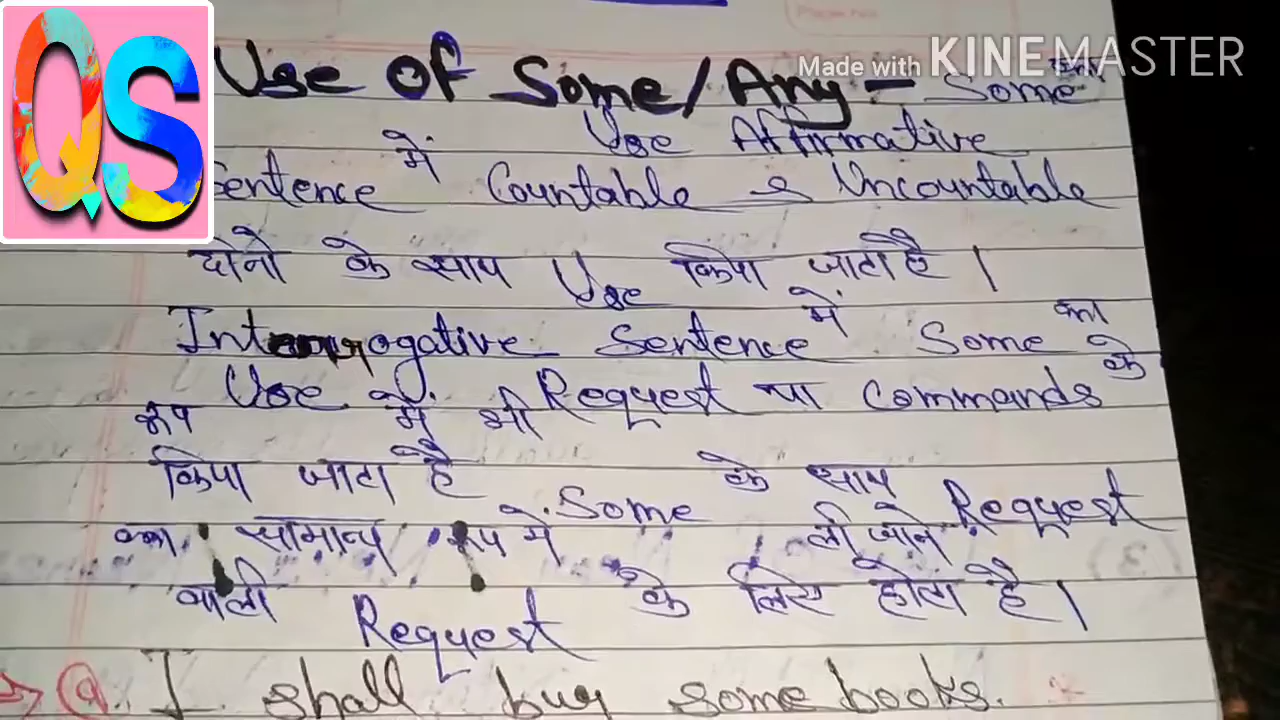 QS
Made with KINEMASTER
Use Of Some/Any - Some का
Use Affirmative
Sentence में Countable & Uncountable
दोनो के साथ Use किया जाता है ।
Interrogative Sentence में Some का
Use Request या Commands के
रूप में भी
किया जाता है Some के साथ Request
का सामान्य रूप में ली जाने
वाली Request के लिए होता है ।
→ (a) I shall buy some books.